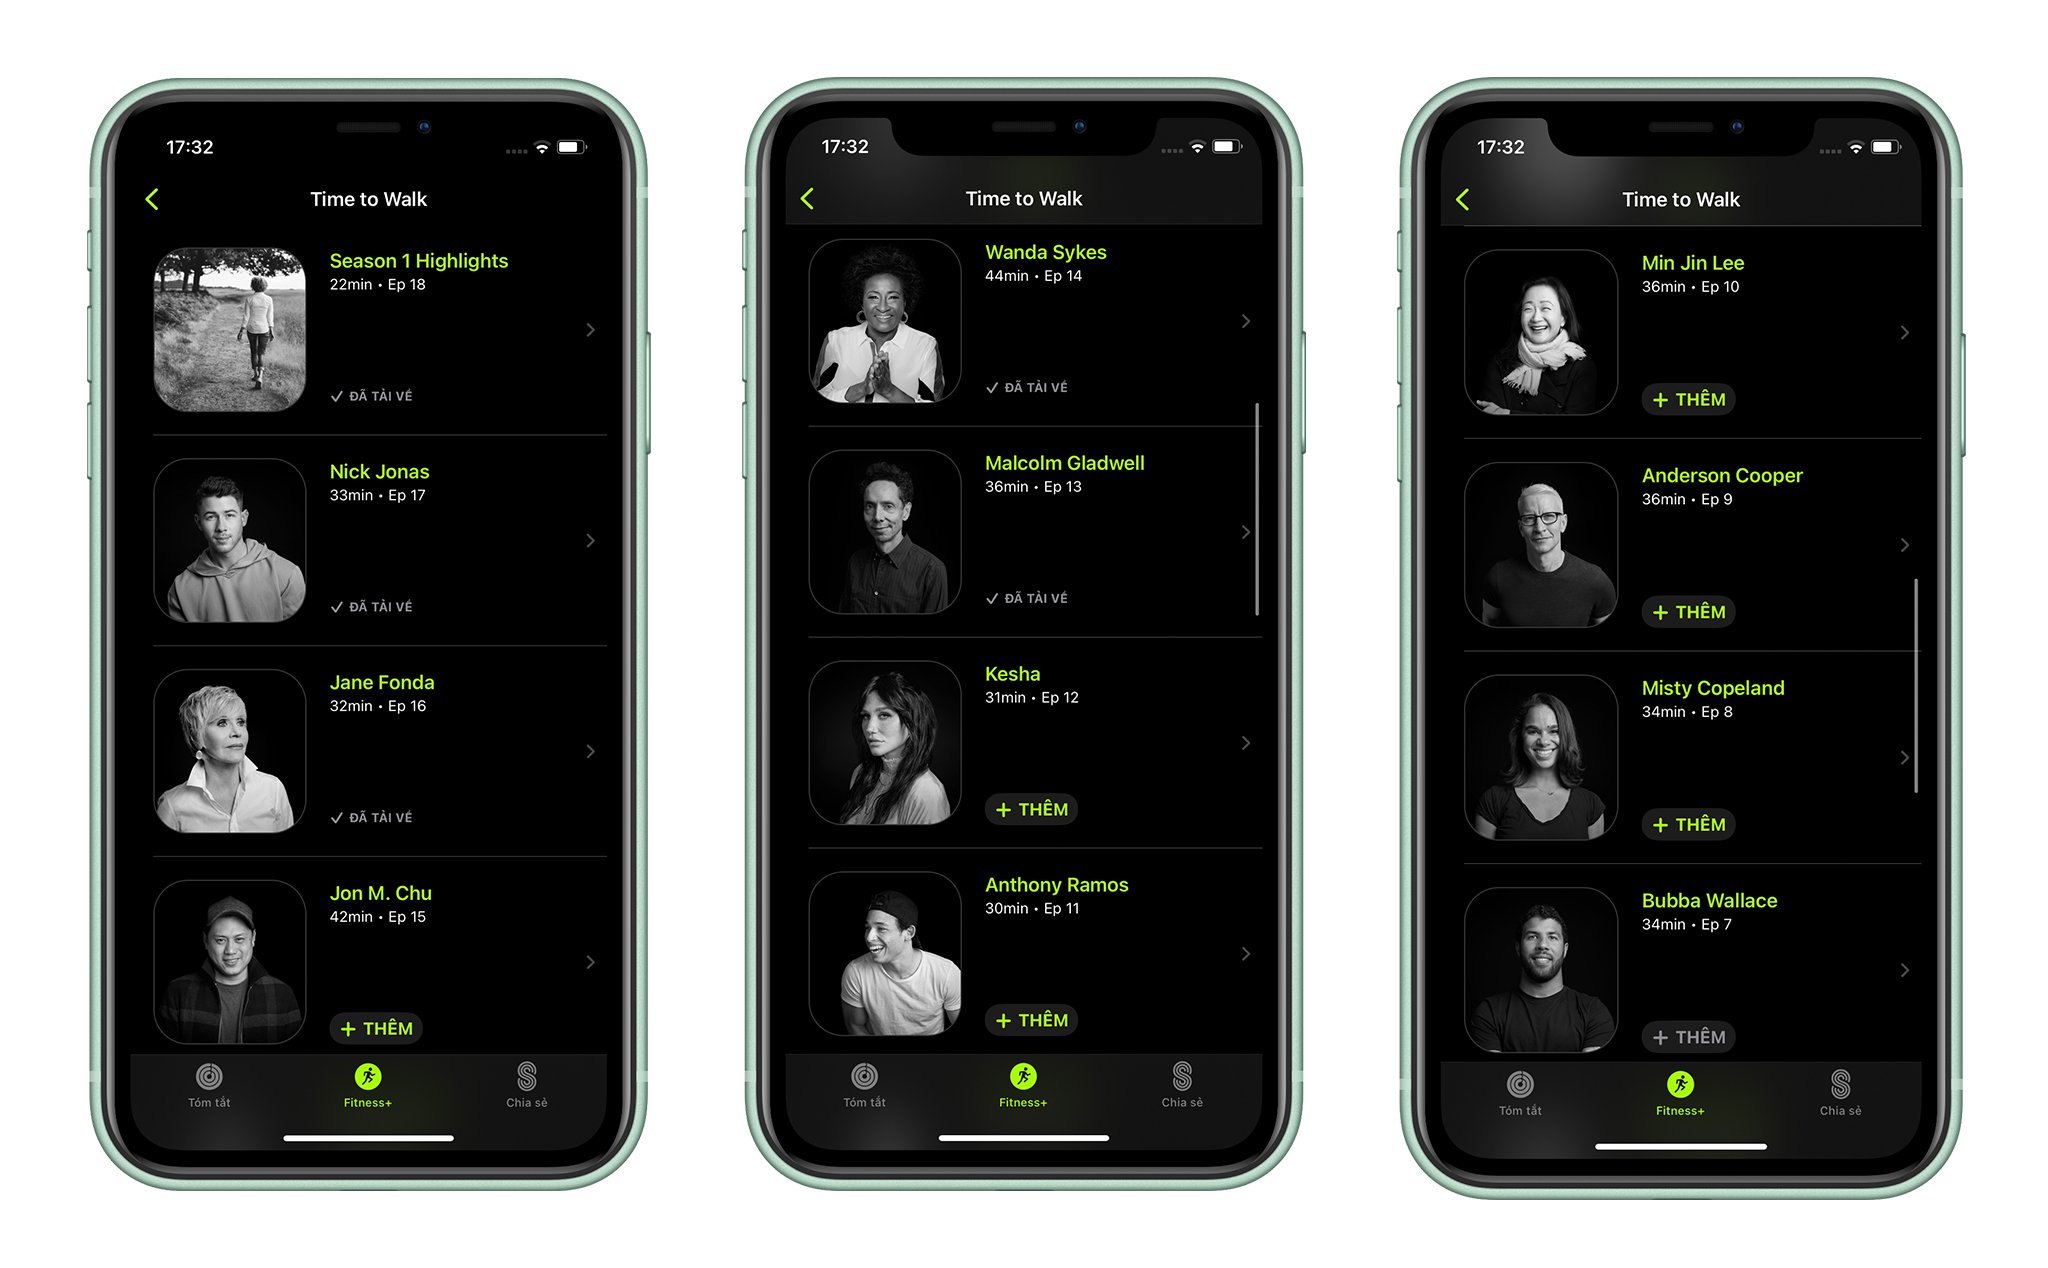 17:32
Time to Walk
Season 1 Highlights
22min • Ep 18
✓ ĐÃ TẢI VỀ
Nick Jonas
33min • Ep 17
✓ ĐÃ TẢI VỀ
Jane Fonda
32min • Ep 16
✓ ĐÃ TẢI VỀ
Jon M. Chu
42min • Ep 15
+ THÊM
Tóm tắt
Fitness+
Chia sẻ
17:32
Time to Walk
Wanda Sykes
44min • Ep 14
✓ ĐÃ TẢI VỀ
Malcolm Gladwell
36min • Ep 13
✓ ĐÃ TẢI VỀ
Kesha
31min • Ep 12
+ THÊM
Anthony Ramos
30min • Ep 11
+ THÊM
Tóm tắt
Fitness+
Chia sẻ
17:32
Time to Walk
Min Jin Lee
36min • Ep 10
+ THÊM
Anderson Cooper
36min • Ep 9
+ THÊM
Misty Copeland
34min • Ep 8
+ THÊM
Bubba Wallace
34min • Ep 7
+ THÊM
Tóm tắt
Fitness+
Chia sẻ